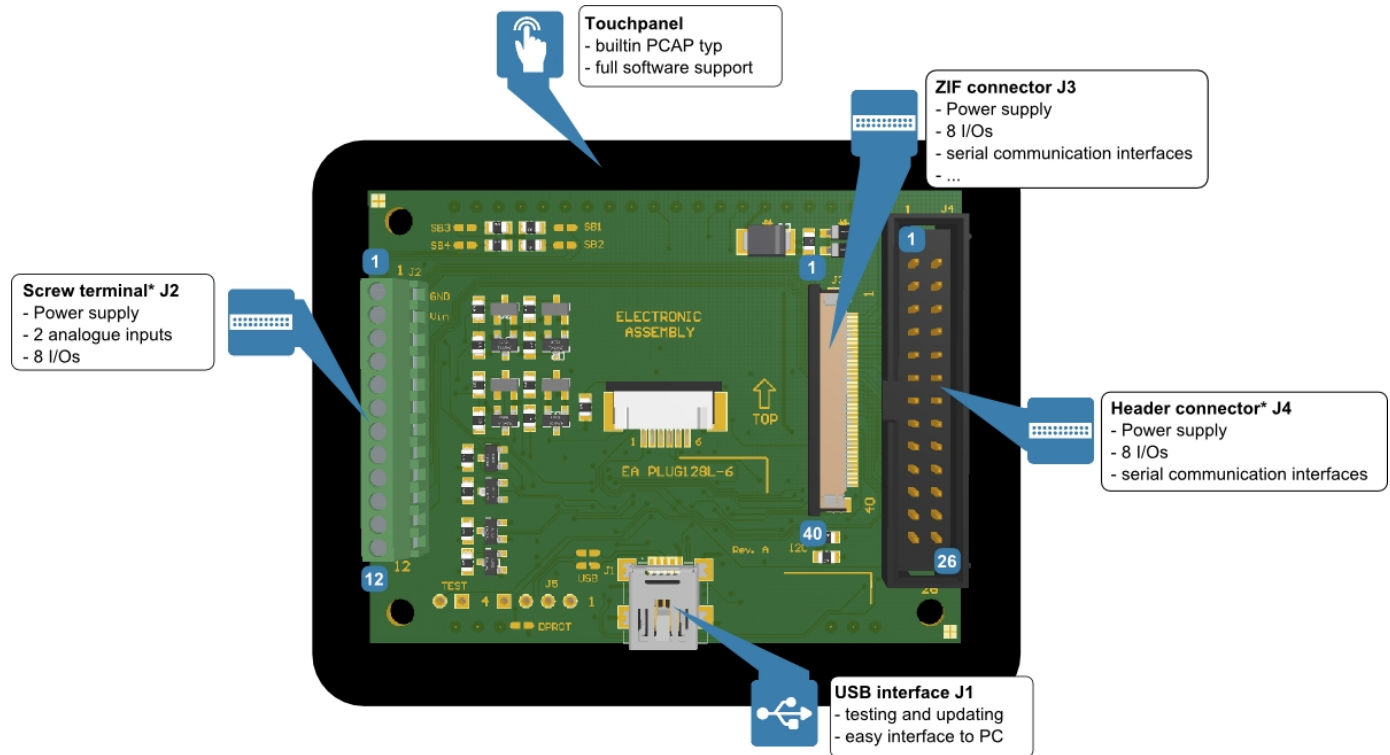 Touchpanel
- builtin PCAP typ
- full software support
ZIF connector J3
- Power supply
- 8 I/Os
- serial communication interfaces
- ...
Screw terminal* J2
- Power supply
- 2 analogue inputs
- 8 I/Os
Header connector* J4
- Power supply
- 8 I/Os
- serial communication interfaces
USB interface J1
- testing and updating
- easy interface to PC
SB3
SB1
SB4
SB2
1
1 J2
GND
Vin
12
12
ELECTRONIC
ASSEMBLY
TOP
1 6
EA PLUG128L-6
1
1
40
40
1 J4
1
26
26
Rev. A
I2C
TEST
4
J5
1
USB
J1
DPROT